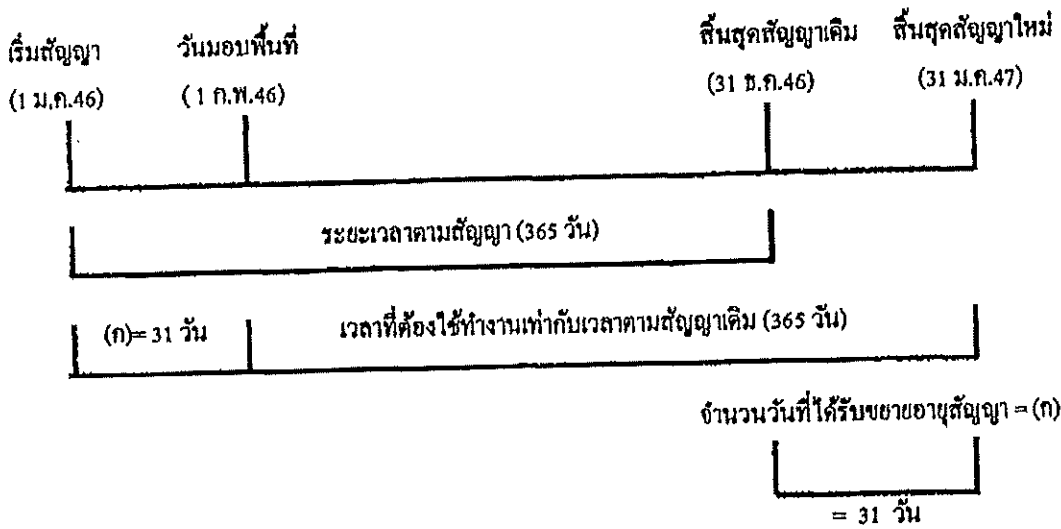 เริ่มสัญญา วันมอบพื้นที่ สิ้นสุดสัญญาเดิม สิ้นสุดสัญญาใหม่
(1 ม.ค.46) (1 ก.พ.46) (31 ธ.ค.46) (31 ม.ค.47)
ระยะเวลาตามสัญญา (365 วัน)
(ก)= 31 วัน เวลาที่ต้องใช้ทำงานเท่ากับเวลาตามสัญญาเดิม (365 วัน)
จำนวนวันที่ได้รับขยายอายุสัญญา = (ก)
= 31 วัน